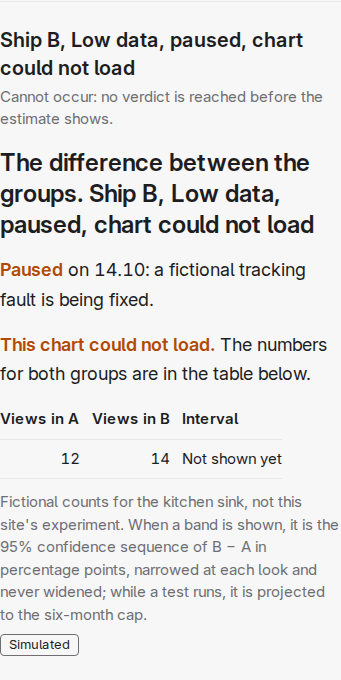 Ship B, Low data, paused, chart
could not load
Cannot occur: no verdict is reached before the
estimate shows.
The difference between the
groups. Ship B, Low data,
paused, chart could not load
Paused on 14.10: a fictional tracking
fault is being fixed.
This chart could not load. The numbers
for both groups are in the table below.
Views in A Views in B Interval
12 14 Not shown yet
Fictional counts for the kitchen sink, not this
site's experiment. When a band is shown, it is the
95% confidence sequence of B − A in
percentage points, narrowed at each look and
never widened; while a test runs, it is projected
to the six-month cap.
Simulated